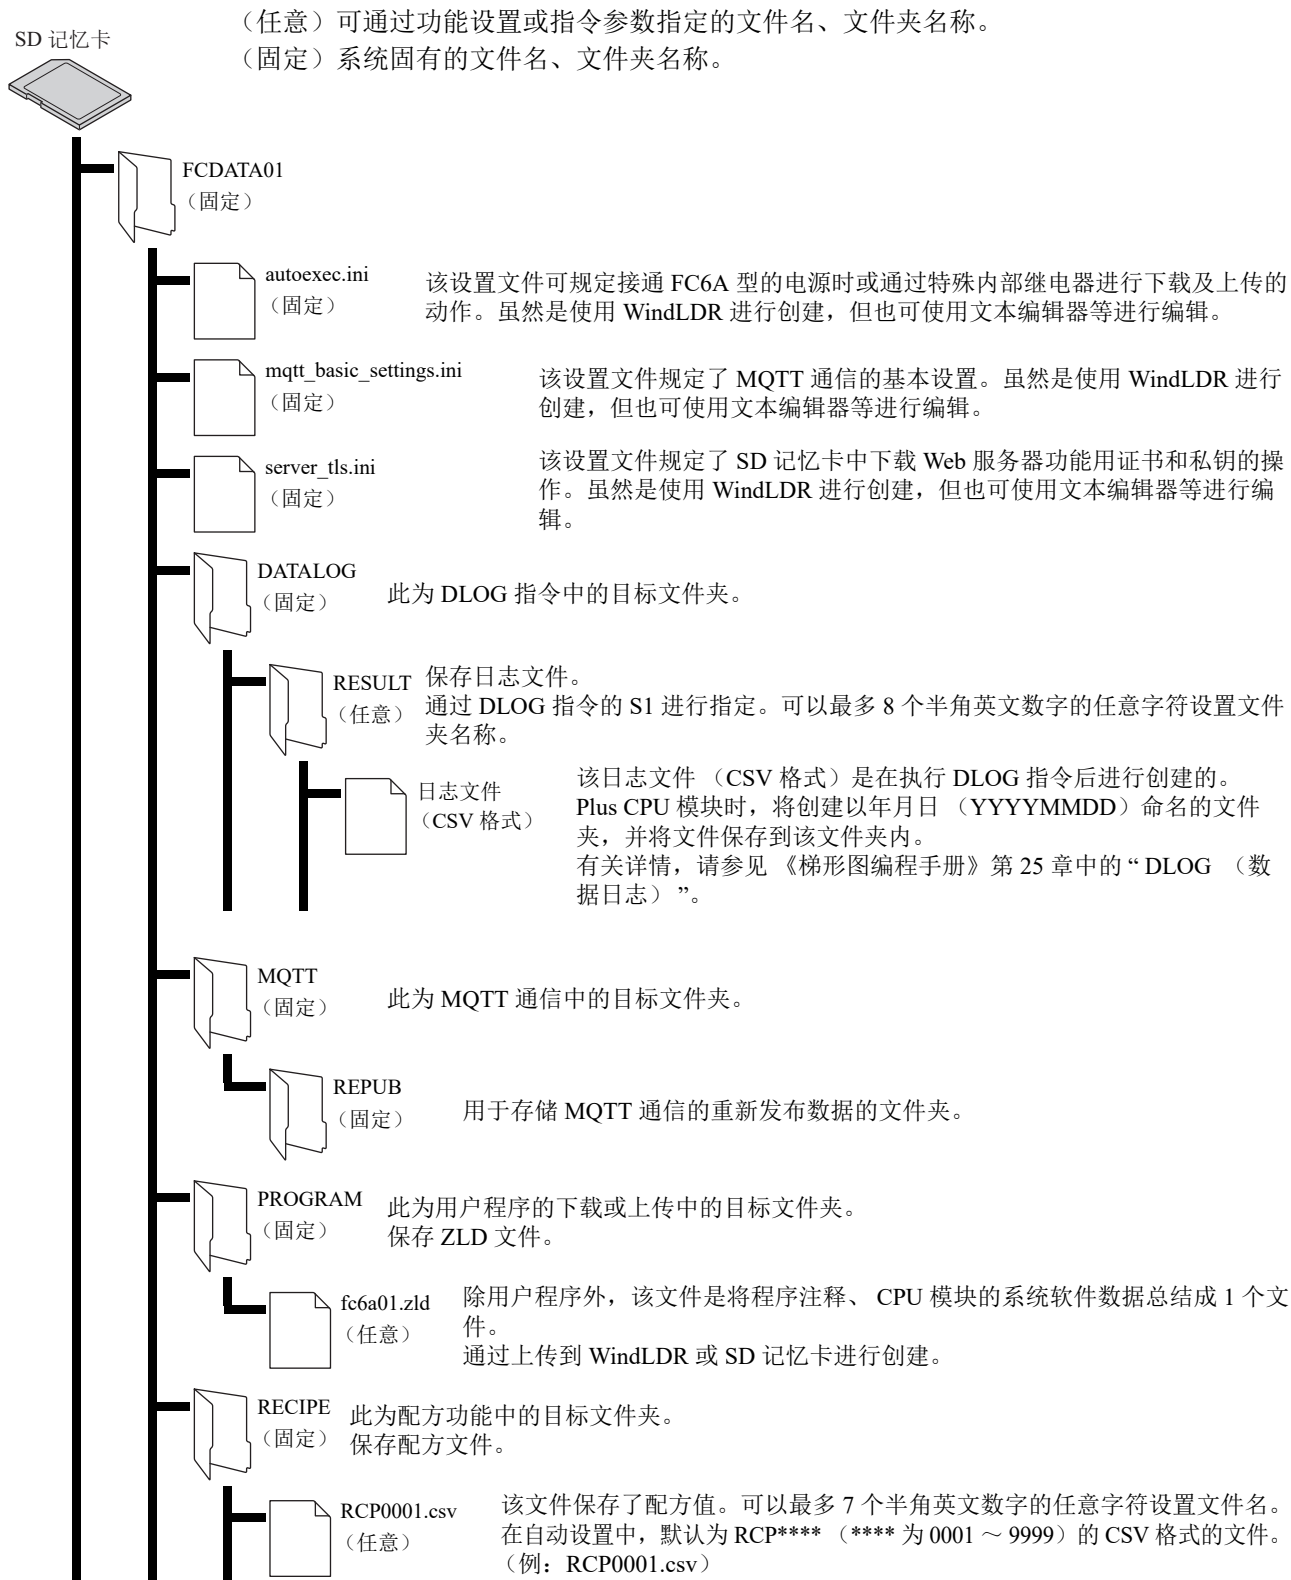 （任意）可通过功能设置或指令参数指定的文件名、文件夹名称。
SD 记忆卡
（固定）系统固有的文件名、文件夹名称。
FCDATA01
（固定）
autoexec.ini
（固定）
该设置文件可规定接通 FC6A 型的电源时或通过特殊内部继电器进行下载及上传的
动作。虽然是使用 WindLDR 进行创建，但也可使用文本编辑器等进行编辑。
mqtt_basic_settings.ini
（固定）
该设置文件规定了 MQTT 通信的基本设置。虽然是使用 WindLDR 进行
创建，但也可使用文本编辑器等进行编辑。
server_tls.ini
（固定）
该设置文件规定了 SD 记忆卡中下载 Web 服务器功能用证书和私钥的操
作。虽然是使用 WindLDR 进行创建，但也可使用文本编辑器等进行编
辑。
DATALOG
（固定）
此为 DLOG 指令中的目标文件夹。
RESULT
（任意）
保存日志文件。
通过 DLOG 指令的 S1 进行指定。可以最多 8 个半角英文数字的任意字符设置文件
夹名称。
日志文件
（CSV 格式）
该日志文件 （CSV 格式）是在执行 DLOG 指令后进行创建的。
Plus CPU 模块时，将创建以年月日 （YYYYMMDD）命名的文件
夹，并将文件保存到该文件夹内。
有关详情，请参见 《梯形图编程手册》第 25 章中的 “ DLOG （数
据日志） ”。
MQTT
（固定）
此为 MQTT 通信中的目标文件夹。
REPUB
（固定）
用于存储 MQTT 通信的重新发布数据的文件夹。
PROGRAM
（固定）
此为用户程序的下载或上传中的目标文件夹。
保存 ZLD 文件。
fc6a01.zld
（任意）
除用户程序外，该文件是将程序注释、 CPU 模块的系统软件数据总结成 1 个文
件。
通过上传到 WindLDR 或 SD 记忆卡进行创建。
RECIPE
（固定）
此为配方功能中的目标文件夹。
保存配方文件。
RCP0001.csv
（任意）
该文件保存了配方值。可以最多 7 个半角英文数字的任意字符设置文件名。
在自动设置中，默认为 RCP**** （**** 为 0001 ～ 9999）的 CSV 格式的文件。
（例：RCP0001.csv）